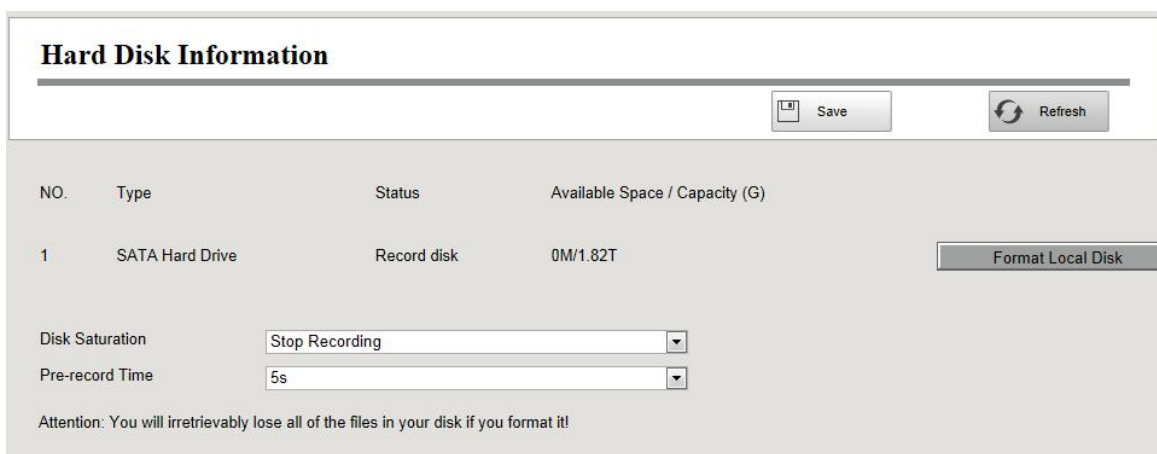 Hard Disk Information
Save Refresh
NO. Type Status Available Space / Capacity (G)
1 SATA Hard Drive Record disk 0M/1.82T Format Local Disk
Disk Saturation Stop Recording
Pre-record Time 5s
Attention: You will irretrievably lose all of the files in your disk if you format it!